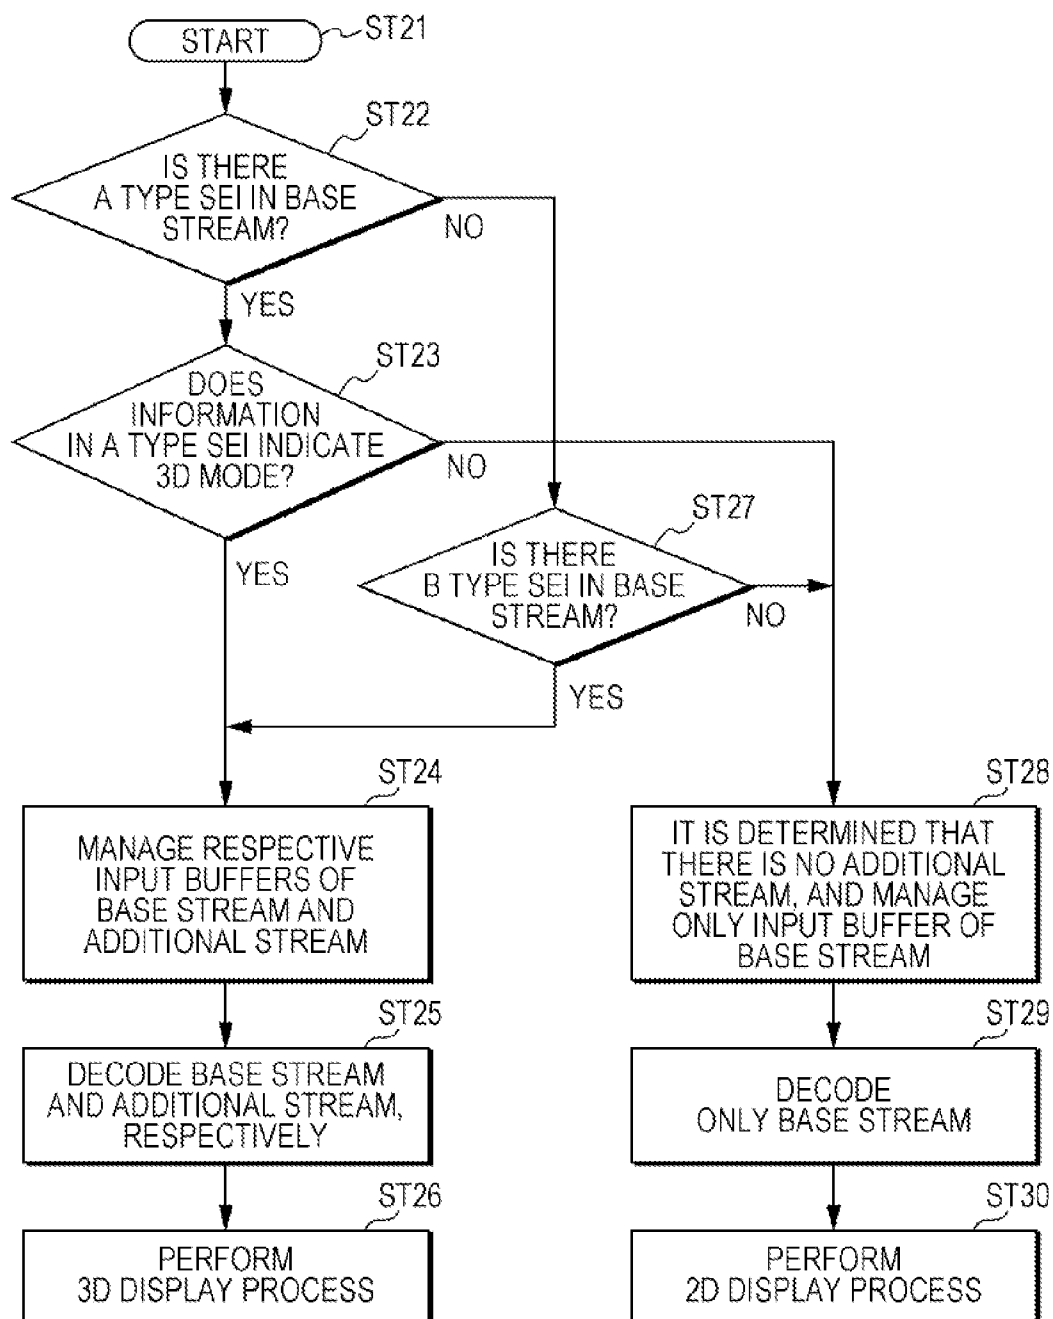 START
ST21
ST22
IS THERE
A TYPE SEI IN BASE
STREAM?
NO
YES
ST23
DOES
INFORMATION
IN A TYPE SEI INDICATE
3D MODE?
NO
YES
ST27
IS THERE
B TYPE SEI IN BASE
STREAM?
NO
YES
ST24
MANAGE RESPECTIVE
INPUT BUFFERS OF
BASE STREAM AND
ADDITIONAL STREAM
ST28
IT IS DETERMINED THAT
THERE IS NO ADDITIONAL
STREAM, AND MANAGE
ONLY INPUT BUFFER OF
BASE STREAM
ST25
DECODE BASE STREAM
AND ADDITIONAL STREAM,
RESPECTIVELY
ST29
DECODE
ONLY BASE STREAM
ST26
PERFORM
3D DISPLAY PROCESS
ST30
PERFORM
2D DISPLAY PROCESS